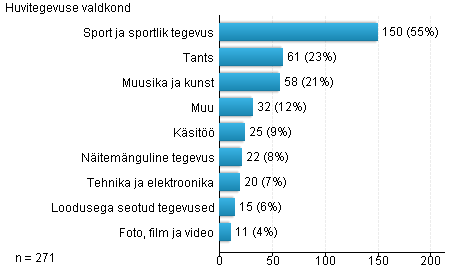 Huvitegevuse valdkond
Sport ja sportlik tegevus 150 (55%)
Tants 61 (23%)
Muusika ja kunst 58 (21%)
Muu 32 (12%)
Käsitöö 25 (9%)
Näitemänguline tegevus 22 (8%)
Tehnika ja elektroonika 20 (7%)
Loodusega seotud tegevused 15 (6%)
Foto, film ja video 11 (4%)
n = 271 0 50 100 150 200